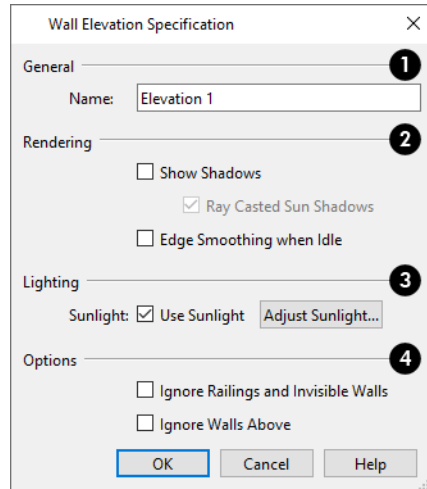 Wall Elevation Specification
General 1
Name: Elevation 1
Rendering 2
Show Shadows
Ray Casted Sun Shadows
Edge Smoothing when Idle
Lighting 3
Sunlight: Use Sunlight Adjust Sunlight...
Options 4
Ignore Railings and Invisible Walls
Ignore Walls Above
OK Cancel Help